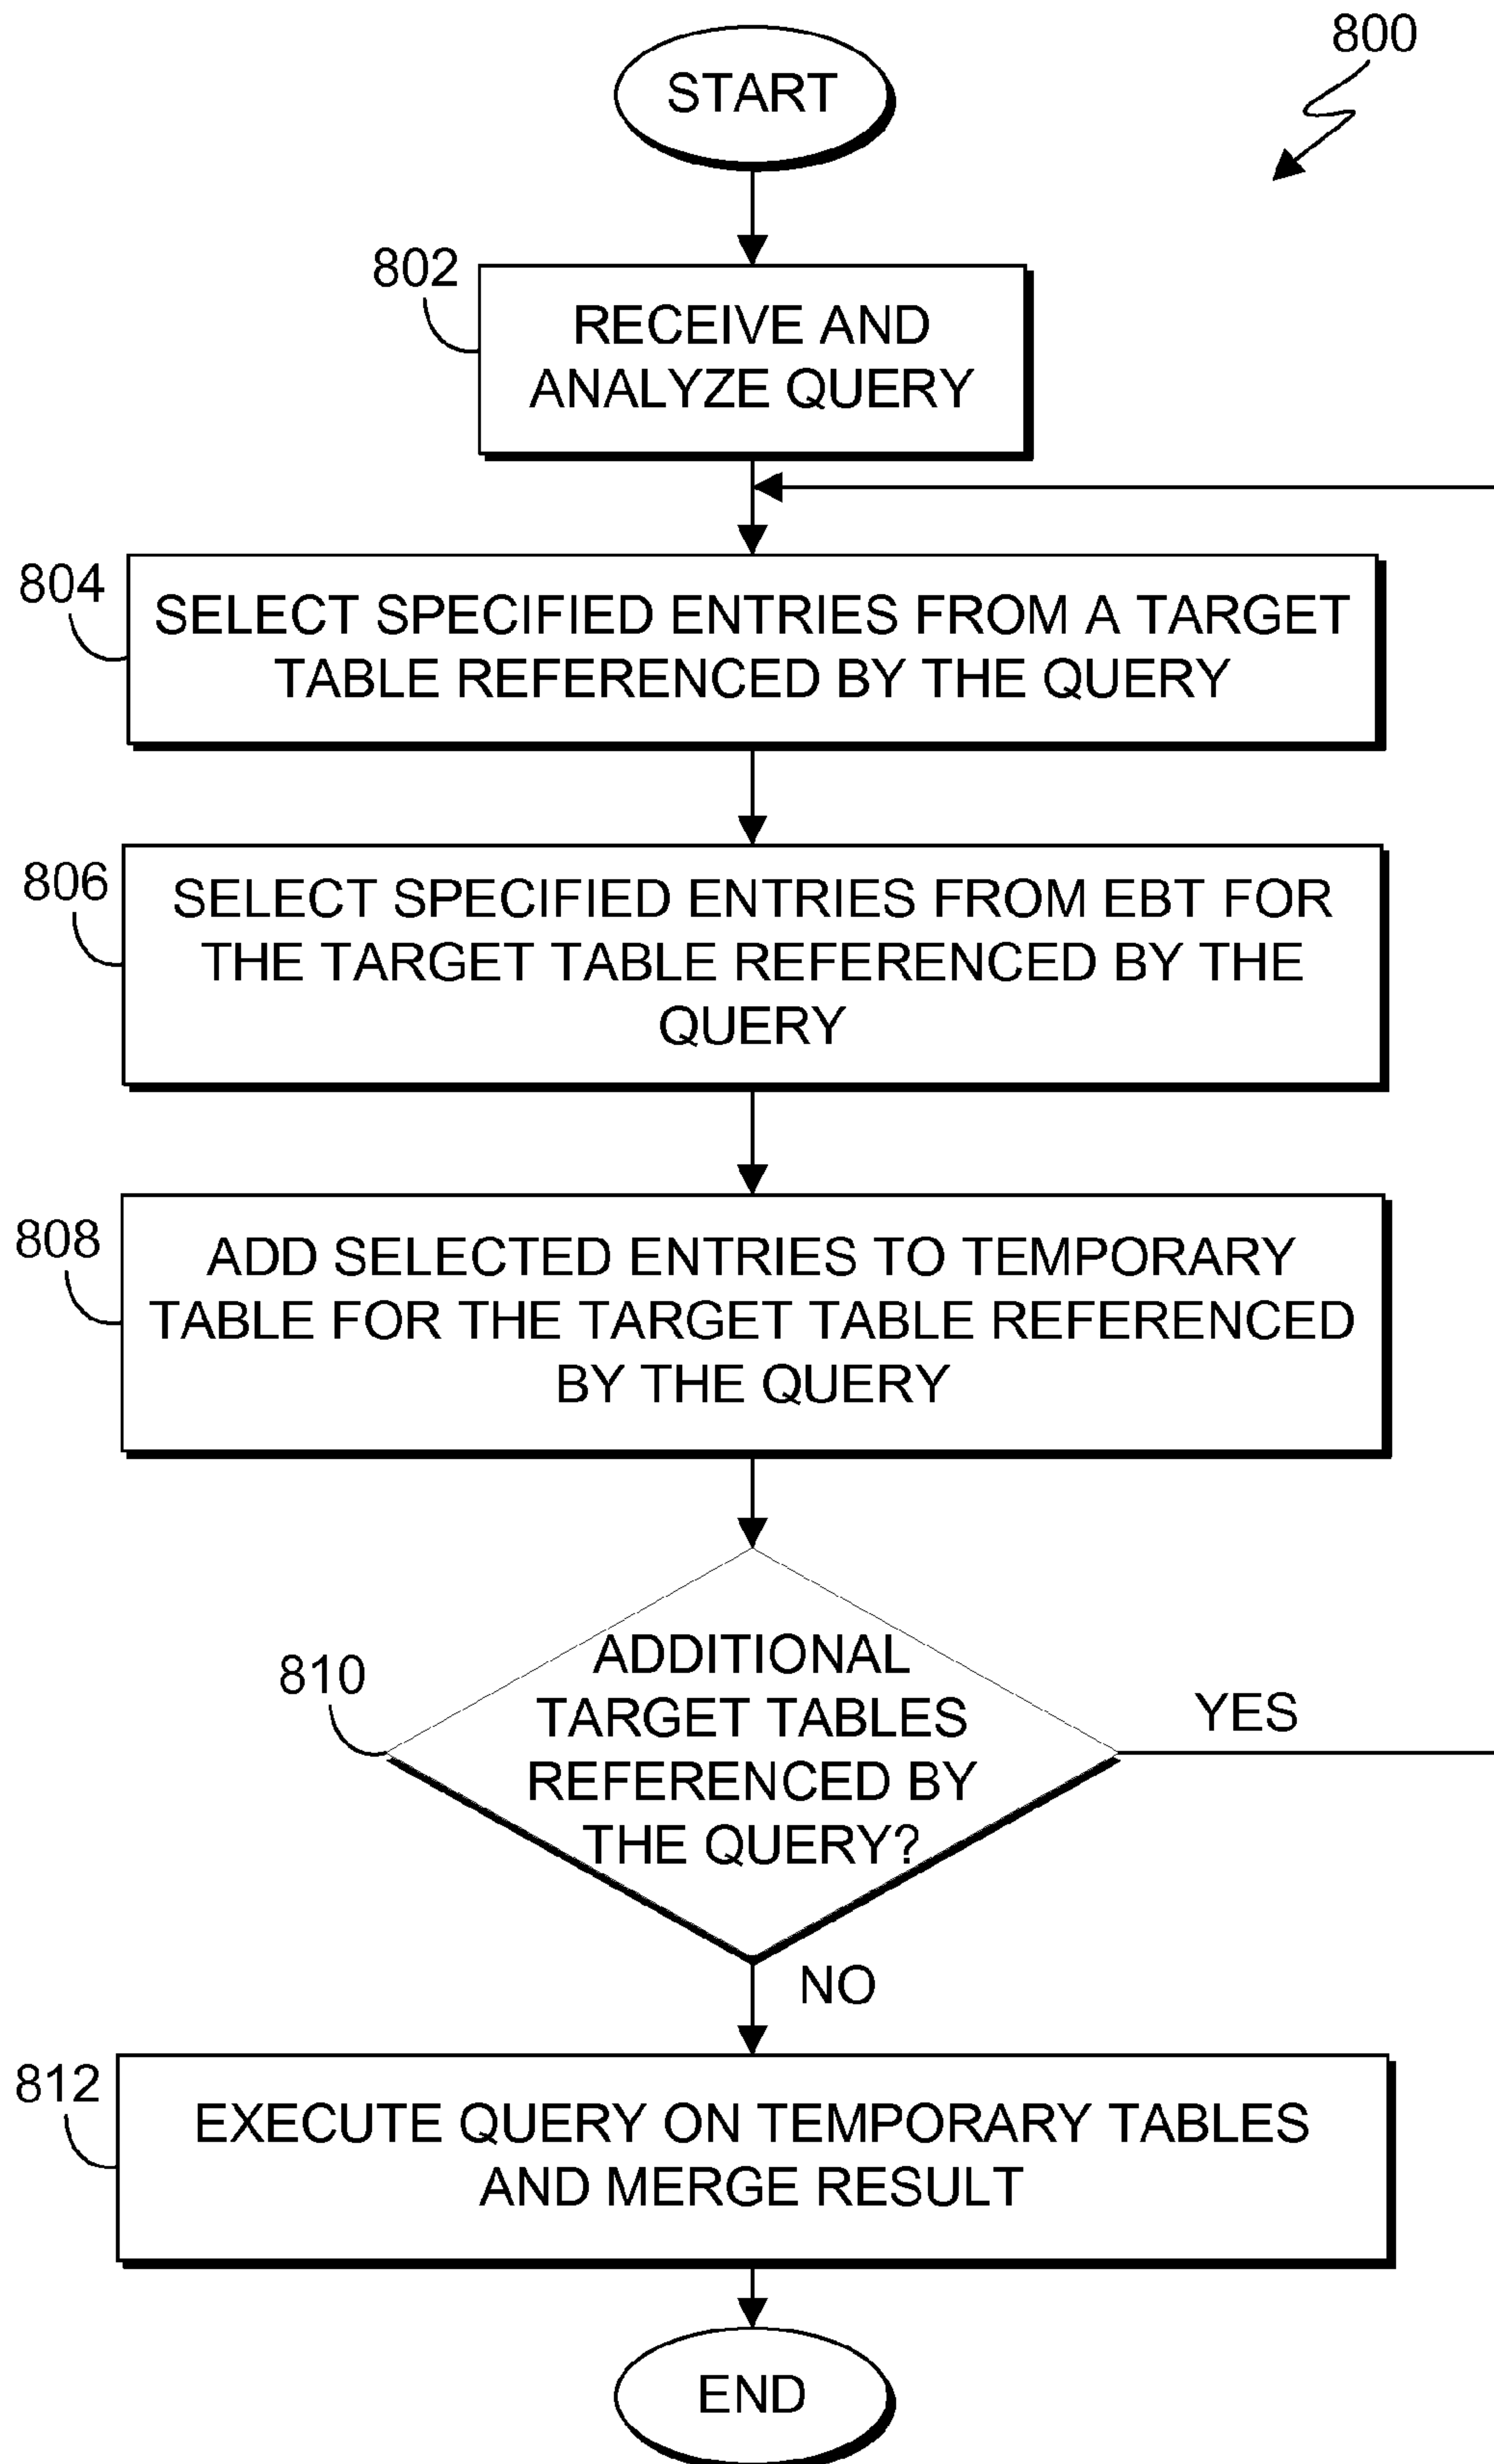 800
START
802
RECEIVE AND
ANALYZE QUERY
804
SELECT SPECIFIED ENTRIES FROM A TARGET
TABLE REFERENCED BY THE QUERY
806
SELECT SPECIFIED ENTRIES FROM EBT FOR
THE TARGET TABLE REFERENCED BY THE
QUERY
808
ADD SELECTED ENTRIES TO TEMPORARY
TABLE FOR THE TARGET TABLE REFERENCED
BY THE QUERY
810
ADDITIONAL
TARGET TABLES
REFERENCED BY
THE QUERY?
YES
NO
812
EXECUTE QUERY ON TEMPORARY TABLES
AND MERGE RESULT
END